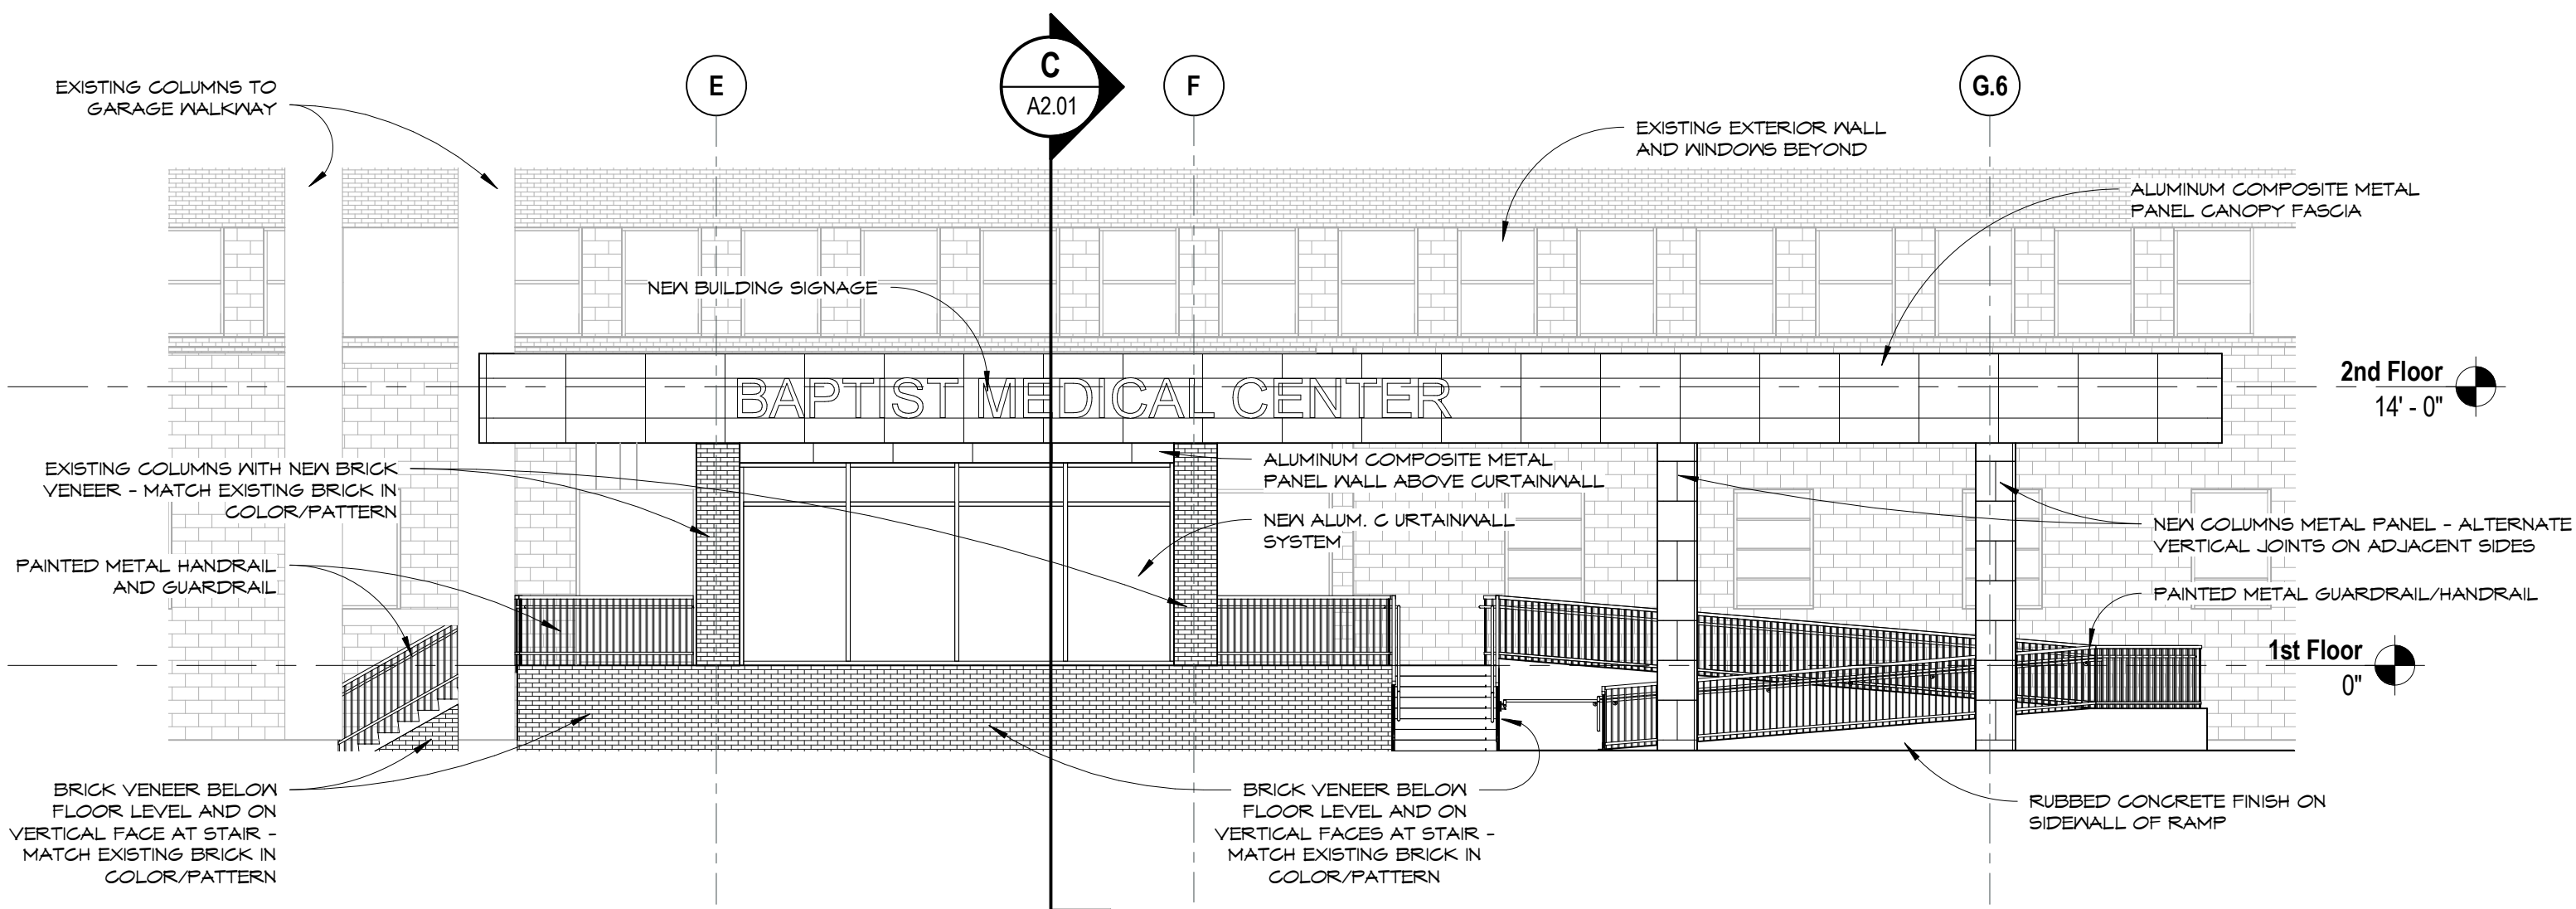 C
A2.01
E
F
G.6
EXISTING COLUMNS TO
GARAGE WALKWAY
EXISTING EXTERIOR WALL
AND WINDOWS BEYOND
ALUMINUM COMPOSITE METAL
PANEL CANOPY FASCIA
NEW BUILDING SIGNAGE
2nd Floor
14' - 0"
BAPTIST MEDICAL CENTER
EXISTING COLUMNS WITH NEW BRICK
VENEER - MATCH EXISTING BRICK IN
COLOR/PATTERN
ALUMINUM COMPOSITE METAL
PANEL WALL ABOVE CURTAINWALL
NEW ALUM. C URTAINWALL
SYSTEM
NEW COLUMNS METAL PANEL - ALTERNATE
VERTICAL JOINTS ON ADJACENT SIDES
PAINTED METAL HANDRAIL
AND GUARDRAIL
PAINTED METAL GUARDRAIL/HANDRAIL
1st Floor
0"
BRICK VENEER BELOW
FLOOR LEVEL AND ON
VERTICAL FACE AT STAIR -
MATCH EXISTING BRICK IN
COLOR/PATTERN
BRICK VENEER BELOW
FLOOR LEVEL AND ON
VERTICAL FACES AT STAIR -
MATCH EXISTING BRICK IN
COLOR/PATTERN
RUBBED CONCRETE FINISH ON
SIDEWALL OF RAMP